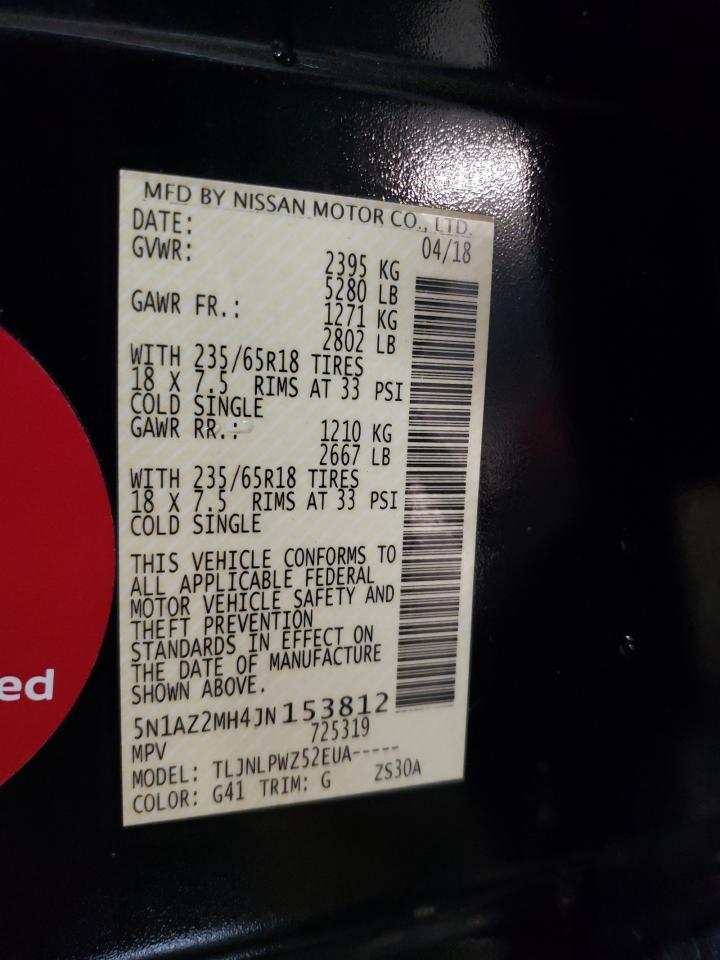 MFD BY NISSAN MOTOR CO., LTD.
DATE: 04/18
GVWR: 2395 KG
5280 LB
GAWR FR.: 1271 KG
2802 LB
WITH 235/65R18 TIRES
18 X 7.5 RIMS AT 33 PSI
COLD SINGLE
GAWR RR.: 1210 KG
2667 LB
WITH 235/65R18 TIRES
18 X 7.5 RIMS AT 33 PSI
COLD SINGLE
THIS VEHICLE CONFORMS TO
ALL APPLICABLE FEDERAL
MOTOR VEHICLE SAFETY AND
THEFT PREVENTION
STANDARDS IN EFFECT ON
THE DATE OF MANUFACTURE
SHOWN ABOVE.
5N1AZ2MH4JN153812
725319
MPV
MODEL: TLJNLPWZ52EUA-----
COLOR: G41 TRIM: G ZS30A
ed